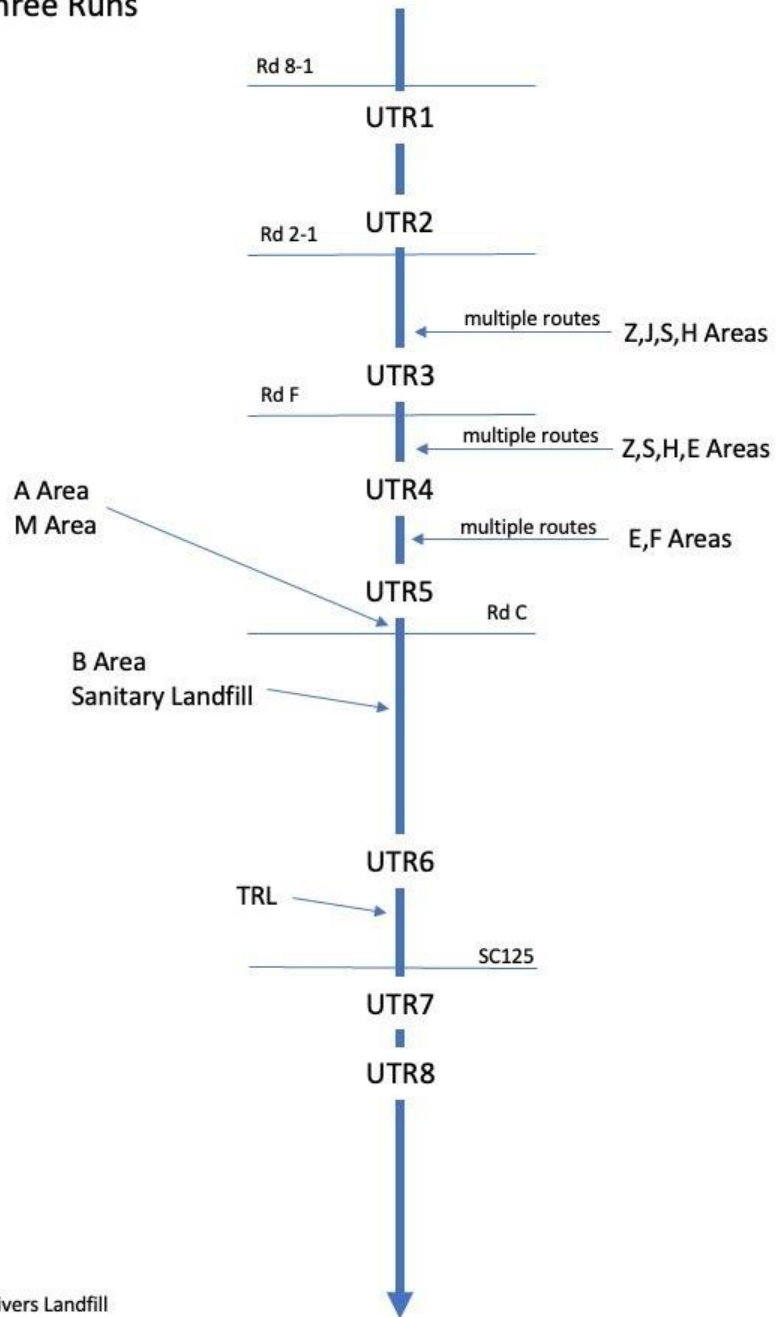 hree Runs
Rd 8-1
UTR1
UTR2
Rd 2-1
multiple routes
Z,J,S,H Areas
UTR3
Rd F
multiple routes
Z,S,H,E Areas
A Area
M Area
UTR4
multiple routes
E,F Areas
UTR5
Rd C
B Area
Sanitary Landfill
UTR6
TRL
SC125
UTR7
UTR8
ivers Landfill